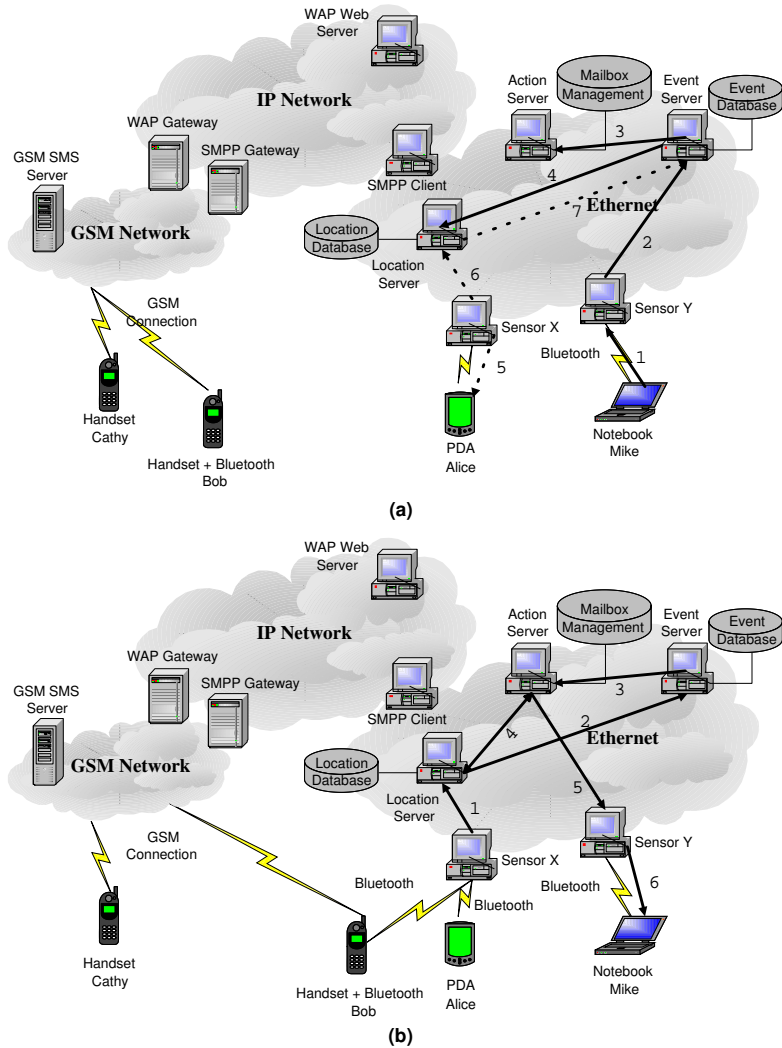 WAP Web
Server
IP Network
Action
Server
Mailbox
Management
Event
Server
Event
Database
WAP Gateway
GSM SMS
Server
SMPP Gateway
SMPP Client
3
4
7
Ethernet
GSM Network
Location
Database
Location
Server
2
6
GSM
Connection
Sensor X
Sensor Y
5
Bluetooth
1
Handset
Cathy
Handset + Bluetooth
Bob
PDA
Alice
Notebook
Mike
(a)
WAP Web
Server
IP Network
Action
Server
Mailbox
Management
Event
Server
Event
Database
WAP Gateway
GSM SMS
Server
SMPP Gateway
SMPP Client
3
2
4
Ethernet
GSM Network
Location
Database
Location
Server
5
1
GSM
Connection
Sensor X
Sensor Y
Bluetooth
Bluetooth
Bluetooth
6
Handset
Cathy
Handset + Bluetooth
Bob
PDA
Alice
Notebook
Mike
(b)